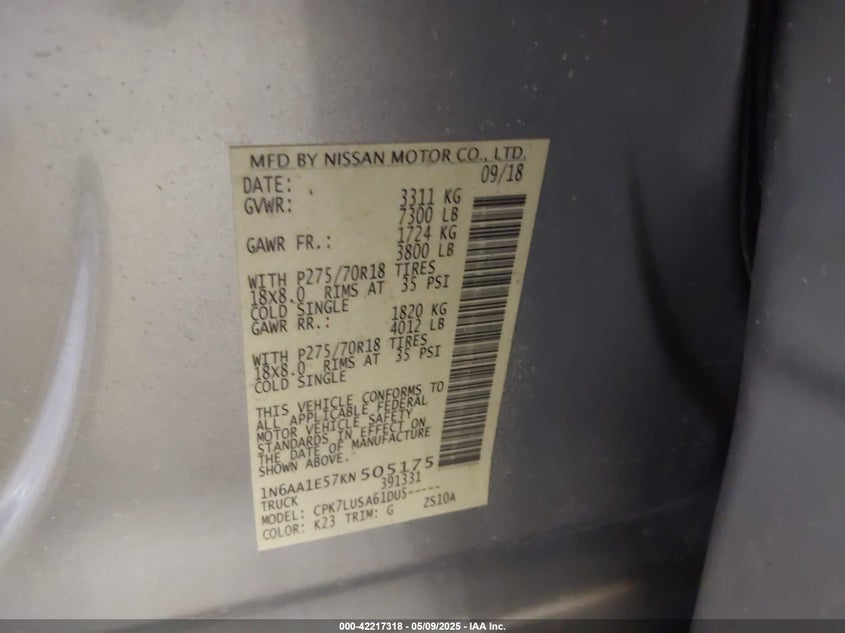 MFD BY NISSAN MOTOR CO., LTD.
DATE: 09/18
GVWR: 3311 KG
7300 LB
GAWR FR.: 1724 KG
3800 LB
WITH P275/70R18 TIRES
18x8.0 RIMS AT 35 PSI
COLD SINGLE
GAWR RR.: 1820 KG
4012 LB
WITH P275/70R18 TIRES
18x8.0 RIMS AT 35 PSI
COLD SINGLE
THIS VEHICLE CONFORMS TO
ALL APPLICABLE FEDERAL
MOTOR VEHICLE SAFETY
STANDARDS IN EFFECT ON
THE DATE OF MANUFACTURE
SHOWN ABOVE.
1N6AA1E57KN505175
TRUCK 391331
MODEL: CPK7LUSA61DU5-----
COLOR: K23 TRIM: G ZS10A
000-42217318 - 05/09/2025 - IAA Inc.